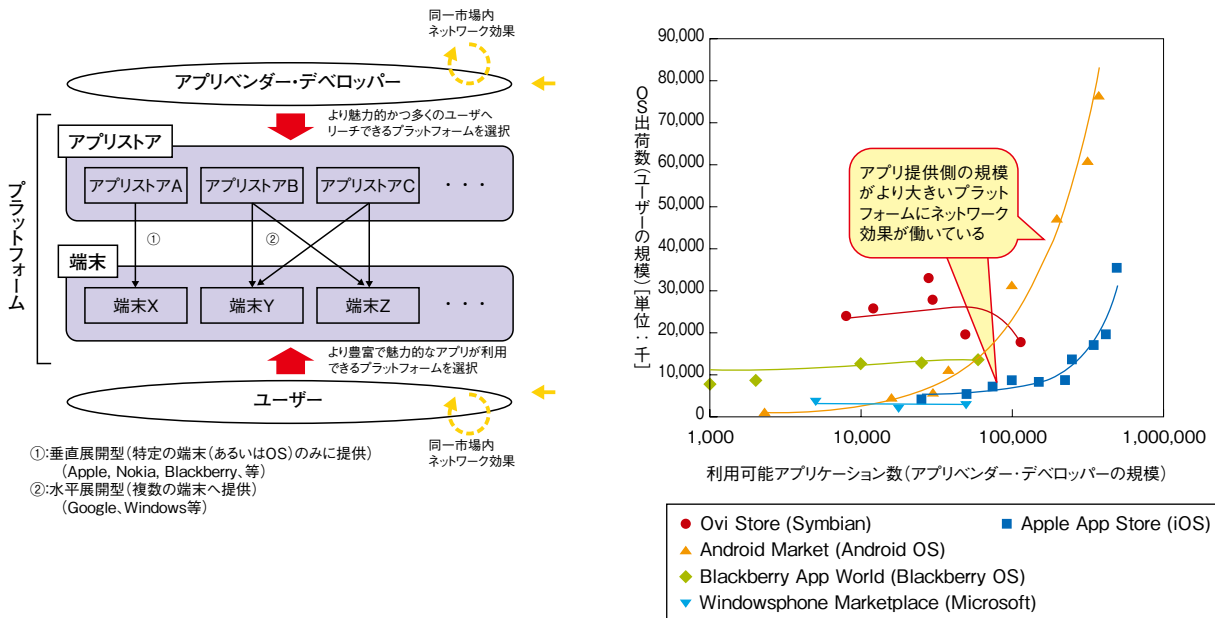 同一市場内
ネットワーク効果
アプリベンダー・デベロッパー
より魅力的かつ多くのユーザへ
リーチできるプラットフォームを選択
プラットフォーム
アプリストア
アプリストアA
アプリストアB
アプリストアC
・・・
①
②
端末
端末X
端末Y
端末Z
・・・
より豊富で魅力的なアプリが利用
できるプラットフォームを選択
ユーザー
同一市場内
ネットワーク効果
①:垂直展開型(特定の端末(あるいはOS)のみに提供)
(Apple, Nokia, Blackberry、等)
②:水平展開型(複数の端末へ提供)
(Google、Windows等)
OS出荷数(ユーザーの規模)[単位:千]
90,000
80,000
70,000
60,000
50,000
40,000
30,000
20,000
10,000
0
アプリ提供側の規模
がより大きいプラット
フォームにネットワーク
効果が働いている
1,000
10,000
100,000
1,000,000
利用可能アプリケーション数(アプリベンダー・デベロッパーの規模)
Ovi Store (Symbian)
Apple App Store (iOS)
Android Market (Android OS)
Blackberry App World (Blackberry OS)
Windowsphone Marketplace (Microsoft)